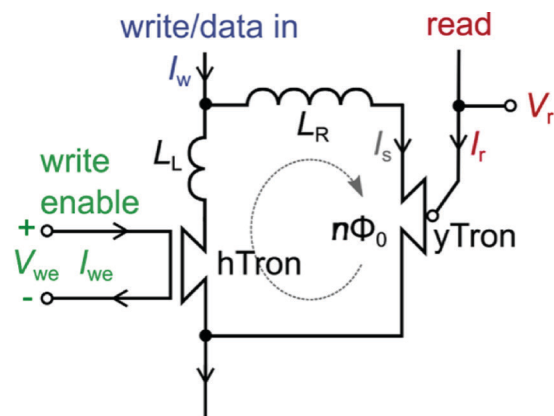 write/data in
read
I_w
L_R
V_r
L_L
I_s
I_r
write
enable
+
V_we
I_we
-
hTron
nΦ_0
yTron